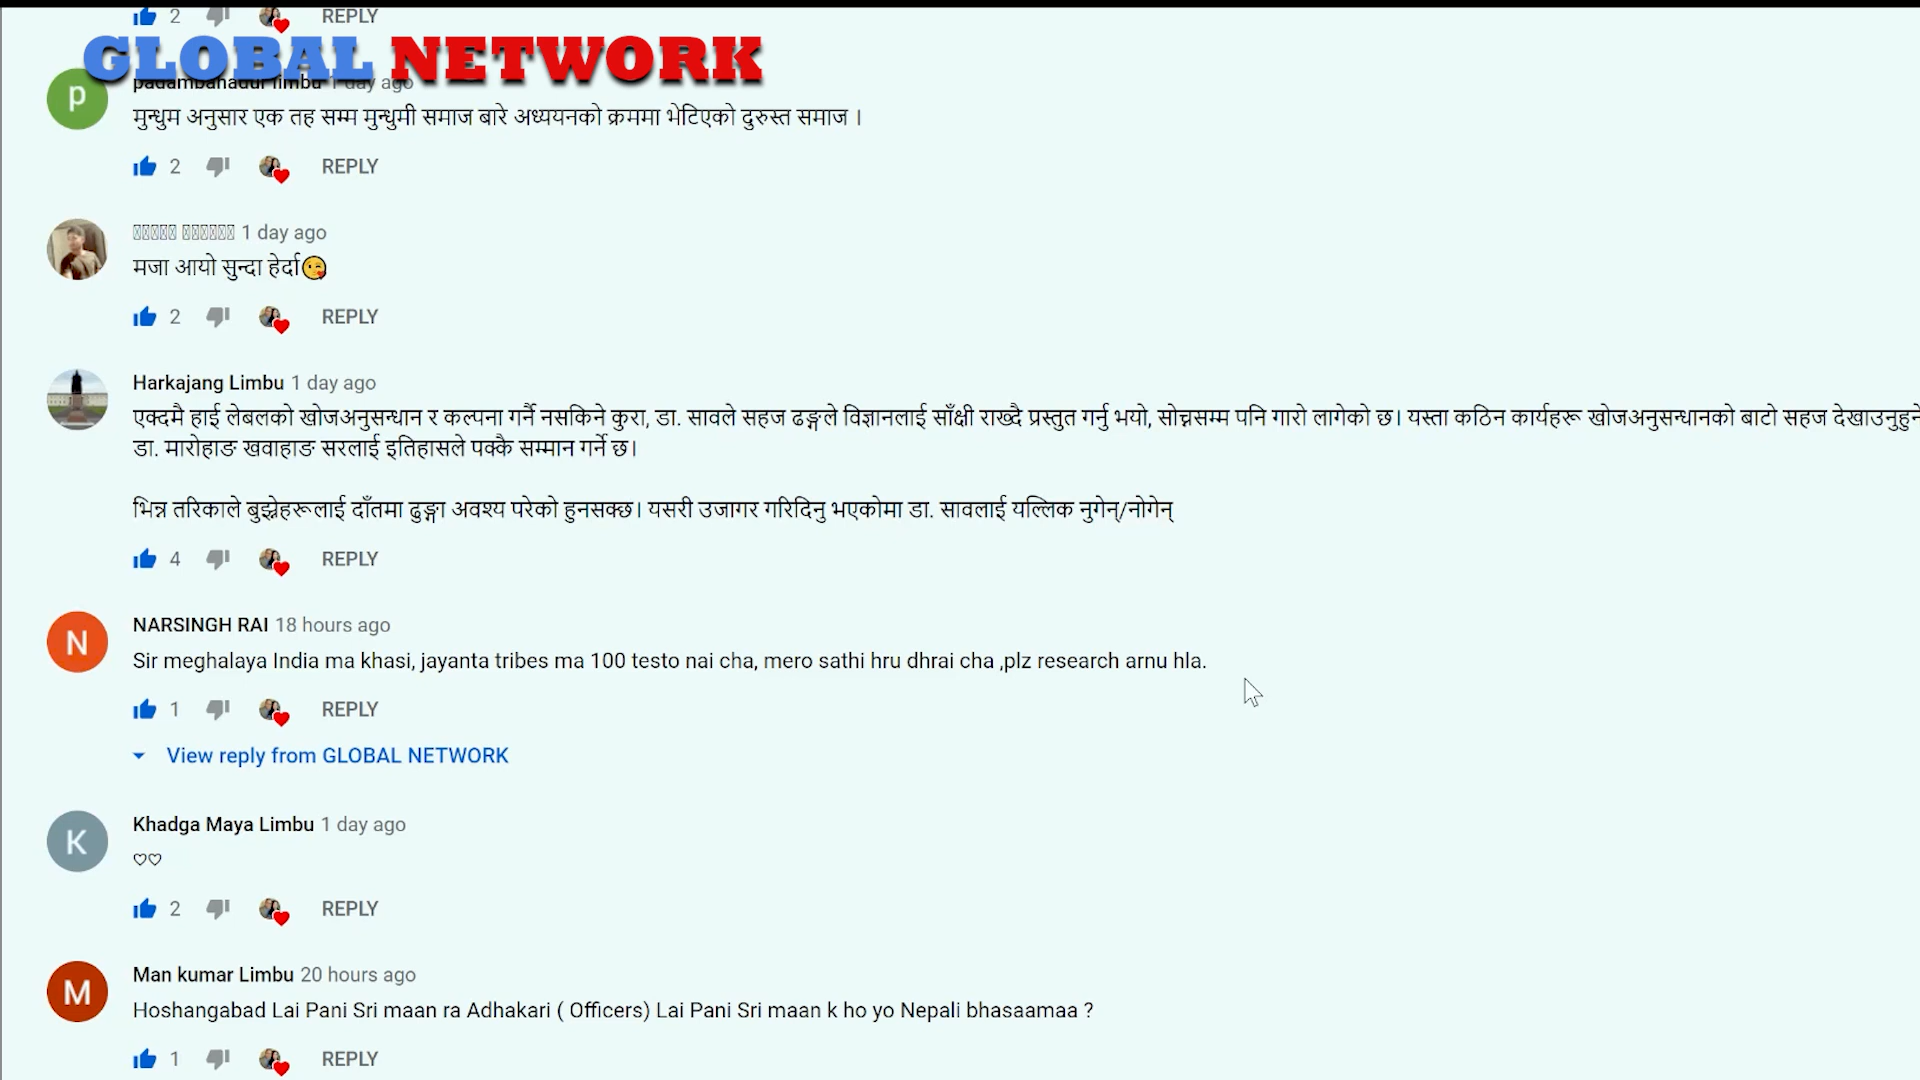 2 REPLY
GLOBAL NETWORK
padambahadur limbu 1 day ago
मुन्धुम अनुसार एक तह सम्म मुन्धुमी समाज बारे अध्ययनको क्रममा भेटिएको दुरुस्त समाज ।
2 REPLY
1 day ago
मजा आयो सुन्दा हेर्दा😘
2 REPLY
Harkajang Limbu 1 day ago
एक्दमै हाई लेबलको खोजअनुसन्धान र कल्पना गर्नै नसकिने कुरा, डा. सावले सहज ढङ्गले विज्ञानलाई साँक्षी राख्दै प्रस्तुत गर्नु भयो, सोच्नसम्म पनि गारो लागेको छ। यस्ता कठिन कार्यहरू खोजअनुसन्धानको बाटो सहज देखाउनुहुने
डा. मारोहाङ खवाहाङ सरलाई इतिहासले पक्कै सम्मान गर्ने छ।
भिन्न तरिकाले बुझ्नेहरूलाई दाँतमा ढुङ्गा अवश्य परेको हुनसक्छ। यसरी उजागर गरिदिनु भएकोमा डा. सावलाई यल्लिक नुगेन्/नोगेन्
4 REPLY
NARSINGH RAI 18 hours ago
Sir meghalaya India ma khasi, jayanta tribes ma 100 testo nai cha, mero sathi hru dhrai cha ,plz research arnu hla.
1 REPLY
View reply from GLOBAL NETWORK
Khadga Maya Limbu 1 day ago
♡♡
2 REPLY
Man kumar Limbu 20 hours ago
Hoshangabad Lai Pani Sri maan ra Adhakari ( Officers) Lai Pani Sri maan k ho yo Nepali bhasaamaa ?
1 REPLY
P
N
K
M